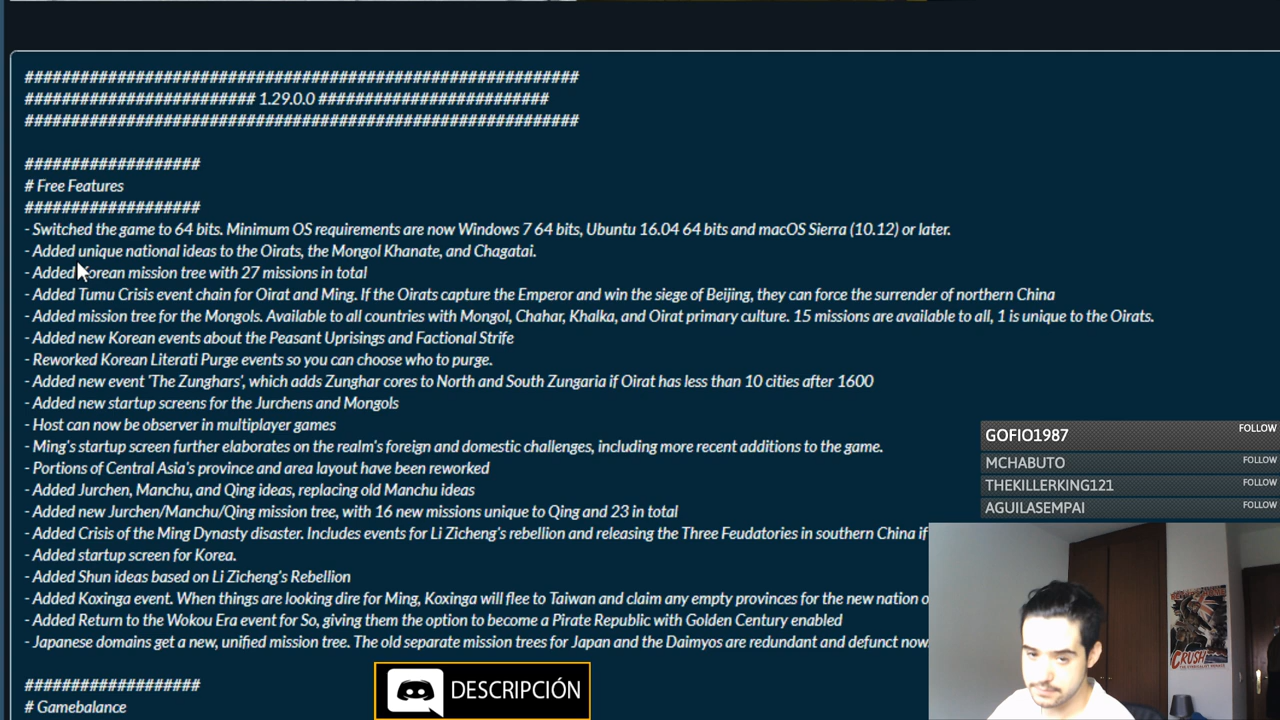 ############################################################
######################### 1.29.0.0 #########################
############################################################
###################
# Free Features
###################
- Switched the game to 64 bits. Minimum OS requirements are now Windows 7 64 bits, Ubuntu 16.04 64 bits and macOS Sierra (10.12) or later.
- Added unique national ideas to the Oirats, the Mongol Khanate, and Chagatai.
- Added Korean mission tree with 27 missions in total
- Added Tumu Crisis event chain for Oirat and Ming. If the Oirats capture the Emperor and win the siege of Beijing, they can force the surrender of northern China
- Added mission tree for the Mongols. Available to all countries with Mongol, Chahar, Khalka, and Oirat primary culture. 15 missions are available to all, 1 is unique to the Oirats.
- Added new Korean events about the Peasant Uprisings and Factional Strife
- Reworked Korean Literati Purge events so you can choose who to purge.
- Added new event 'The Zunghars', which adds Zunghar cores to North and South Zungaria if Oirat has less than 10 cities after 1600
- Added new startup screens for the Jurchens and Mongols
- Host can now be observer in multiplayer games
- Ming's startup screen further elaborates on the realm's foreign and domestic challenges, including more recent additions to the game.
- Portions of Central Asia's province and area layout have been reworked
- Added Jurchen, Manchu, and Qing ideas, replacing old Manchu ideas
- Added new Jurchen/Manchu/Qing mission tree, with 16 new missions unique to Qing and 23 in total
- Added Crisis of the Ming Dynasty disaster. Includes events for Li Zicheng's rebellion and releasing the Three Feudatories in southern China if
- Added startup screen for Korea.
- Added Shun ideas based on Li Zicheng's Rebellion
- Added Koxinga event. When things are looking dire for Ming, Koxinga will flee to Taiwan and claim any empty provinces for the new nation
- Added Return to the Wokou Era event for So, giving them the option to become a Pirate Republic with Golden Century enabled
- Japanese domains get a new, unified mission tree. The old separate mission trees for Japan and the Daimyos are redundant and defunct now.
###################
# Gamebalance
GOFIO1987 FOLLOW
MCHABUTO FOLLOW
THEKILLERKING121 FOLLOW
AGUILASEMPAI FOLLOW
CRUSH
DESCRIPCIÓN